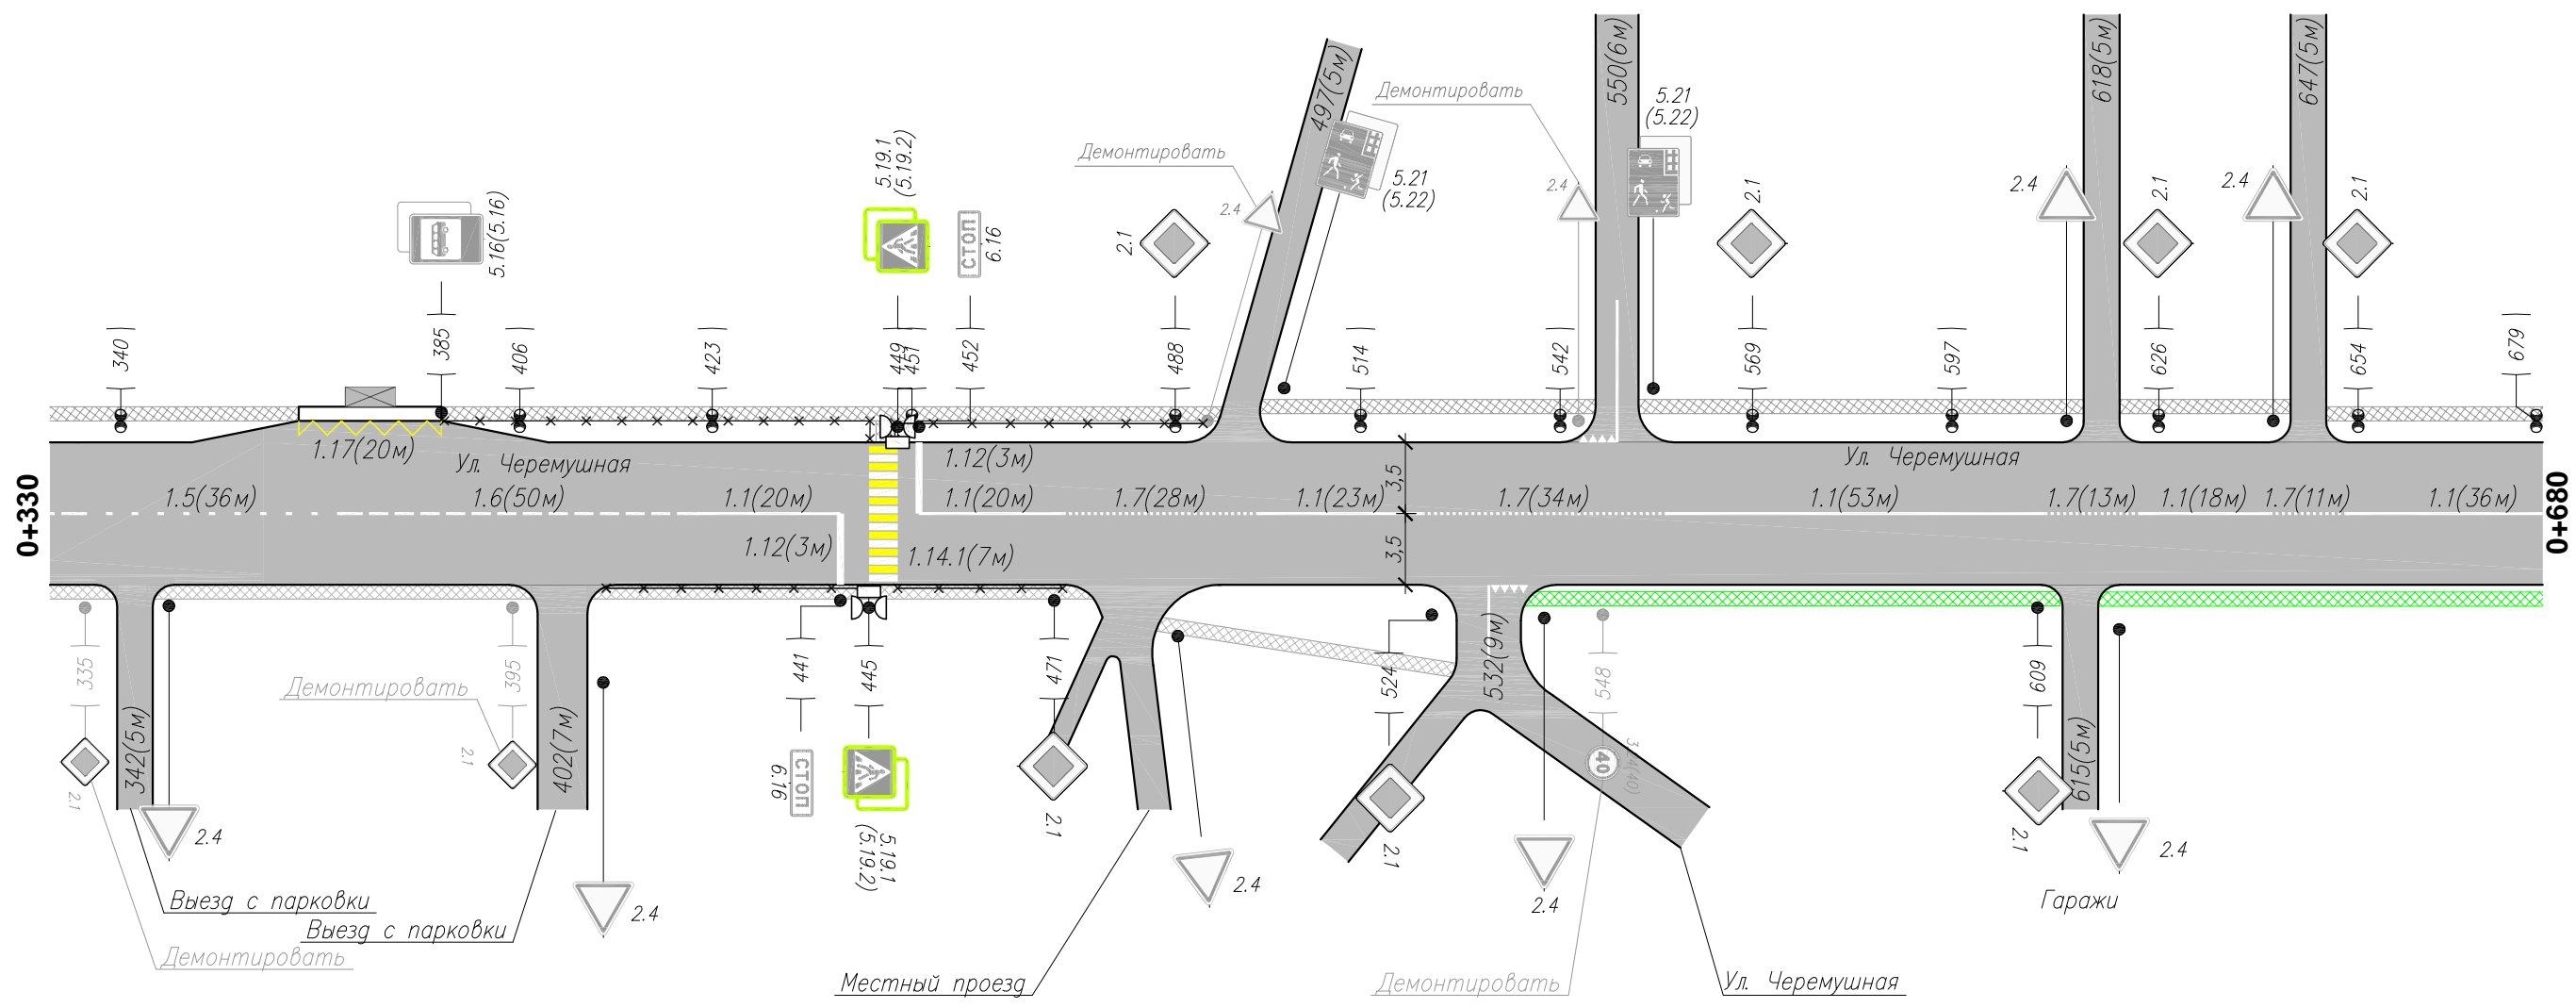 0+330
0+680
Демонтировать
Демонтировать
497(5м)
550(6м)
618(5м)
647(5м)
5.16(5.16)
5.19.1
(5.19.2)
СТОП
6.16
2.1
2.4
5.21
(5.22)
2.4
5.21
(5.22)
2.1
2.4
2.1
2.4
2.1
340
385
406
423
449
451
452
488
514
542
569
597
626
654
679
1.17(20м)
Ул. Черемушная
1.12(3м)
3,5
Ул. Черемушная
1.5(36м)
1.6(50м)
1.1(20м)
1.1(20м)
1.7(28м)
1.1(23м)
1.7(34м)
1.1(53м)
1.7(13м)
1.1(18м)
1.7(11м)
1.1(36м)
1.12(3м)
1.14.1(7м)
3,5
335
395
441
445
471
524
532(9м)
548
609
Демонтировать
342(5м)
402(7м)
615(5м)
2.1
2.4
2.1
2.4
СТОП
6.16
5.19.1
(5.19.2)
2.1
2.4
2.1
2.4
40
2.1
2.4
Выезд с парковки
Выезд с парковки
Демонтировать
Местный проезд
Демонтировать
Ул. Черемушная
Гаражи